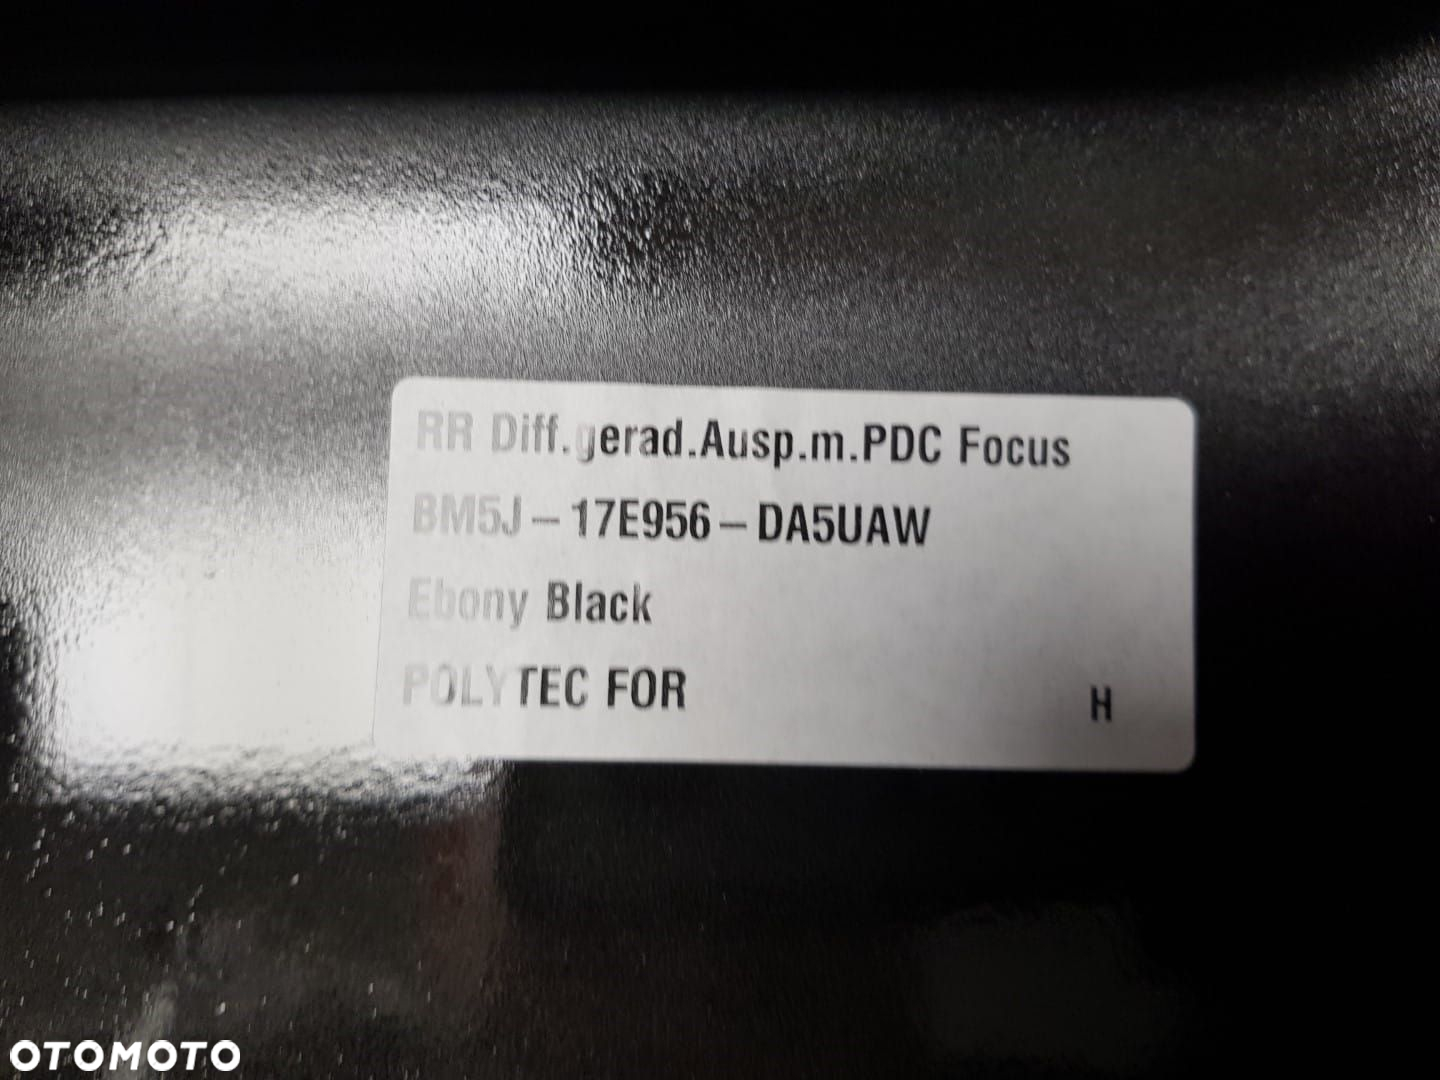 RR Diff.gerad.Ausp.m.PDC Focus
BM5J-17E956-DA5UAW
Ebony Black
POLYTEC FOR
H
OTOMOTO